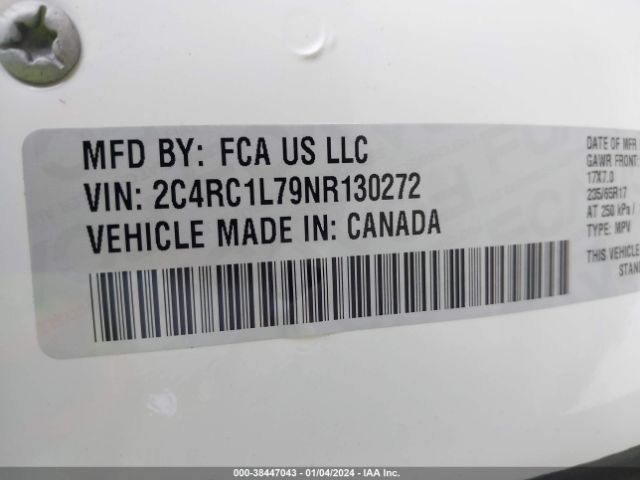 MFD BY: FCA US LLC
VIN: 2C4RC1L79NR130272
VEHICLE MADE IN: CANADA
DATE OF MFR
GAWR FRONT:
17X7.0
235/65R17
AT 250 kPa /
TYPE: MPV
THIS VEHICLE
000-38447043 - 01/04/2024 - IAA Inc.